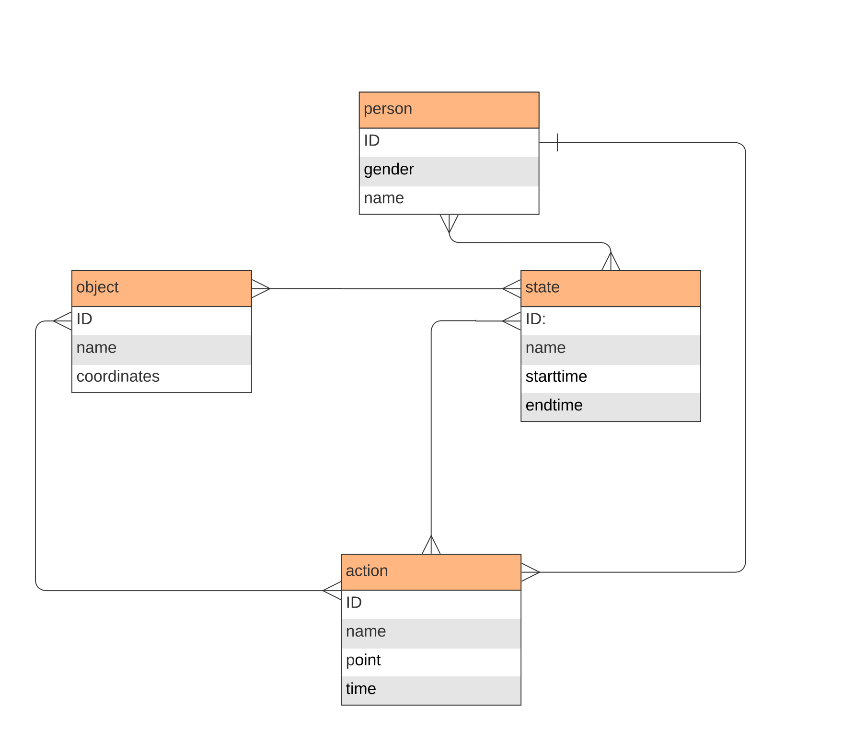 person
ID
gender
name
object
ID
name
coordinates
state
ID:
name
starttime
endtime
action
ID
name
point
time